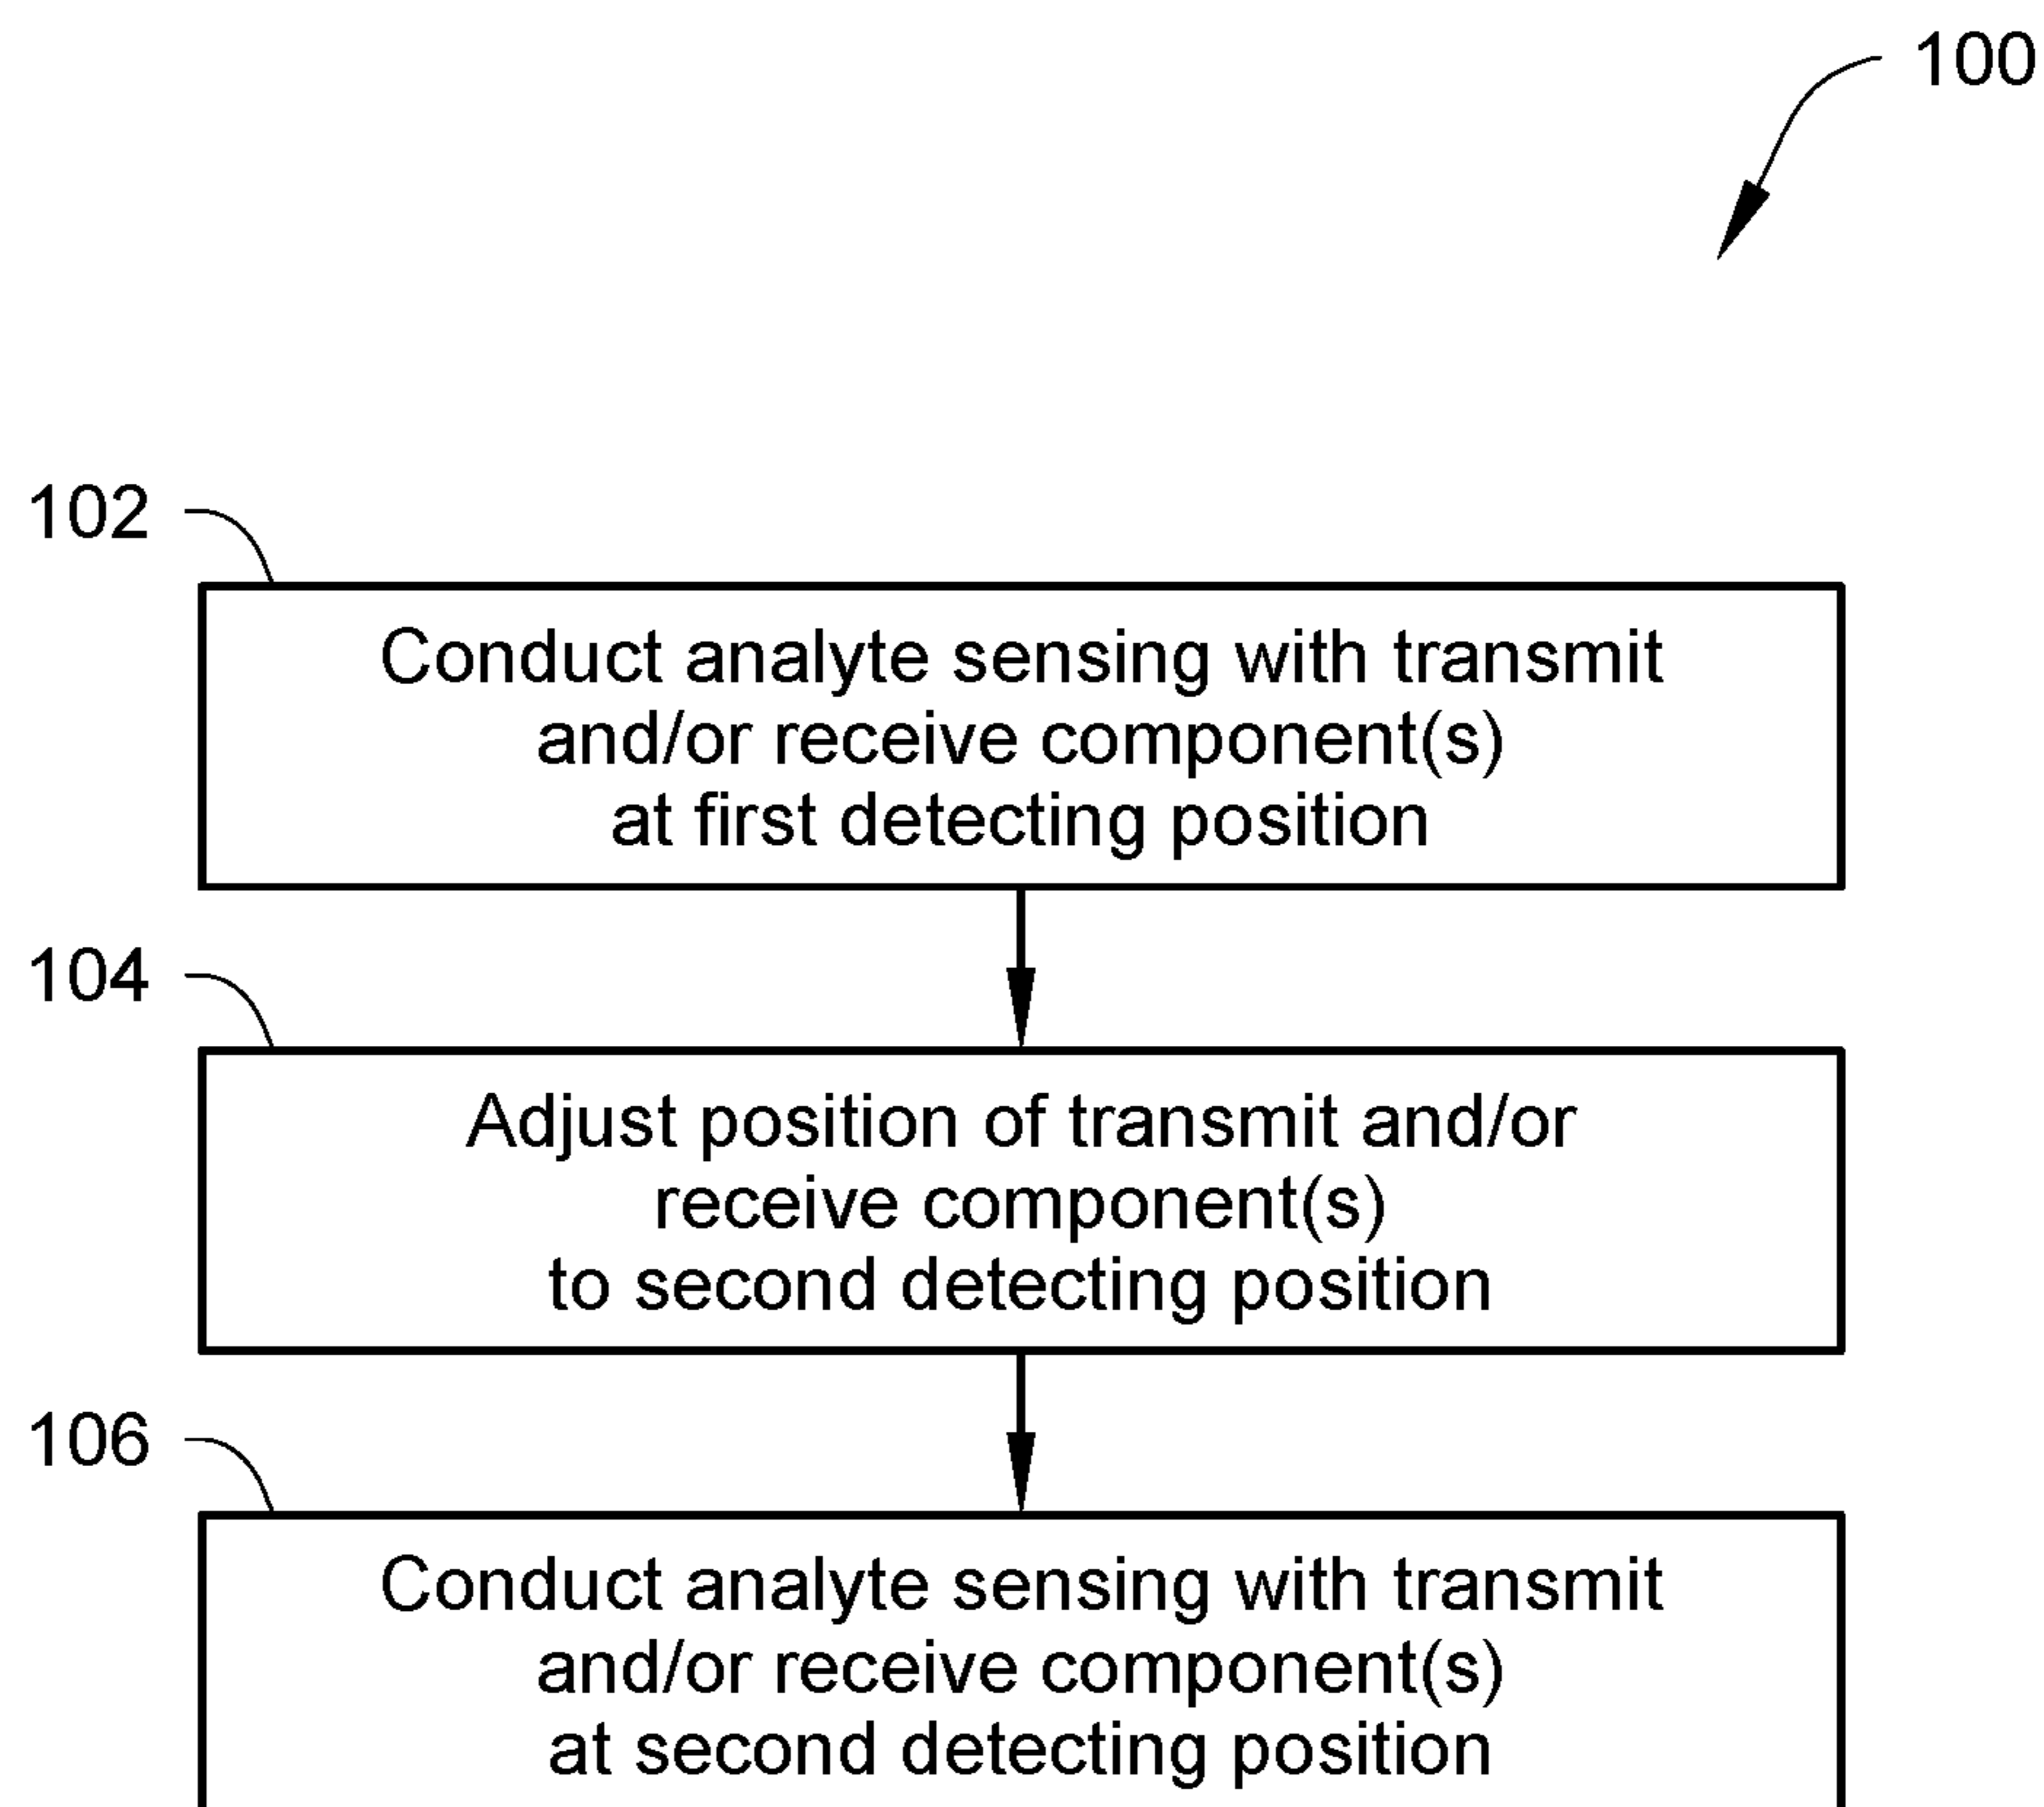 100
102
Conduct analyte sensing with transmit
and/or receive component(s)
at first detecting position
104
Adjust position of transmit and/or
receive component(s)
to second detecting position
106
Conduct analyte sensing with transmit
and/or receive component(s)
at second detecting position